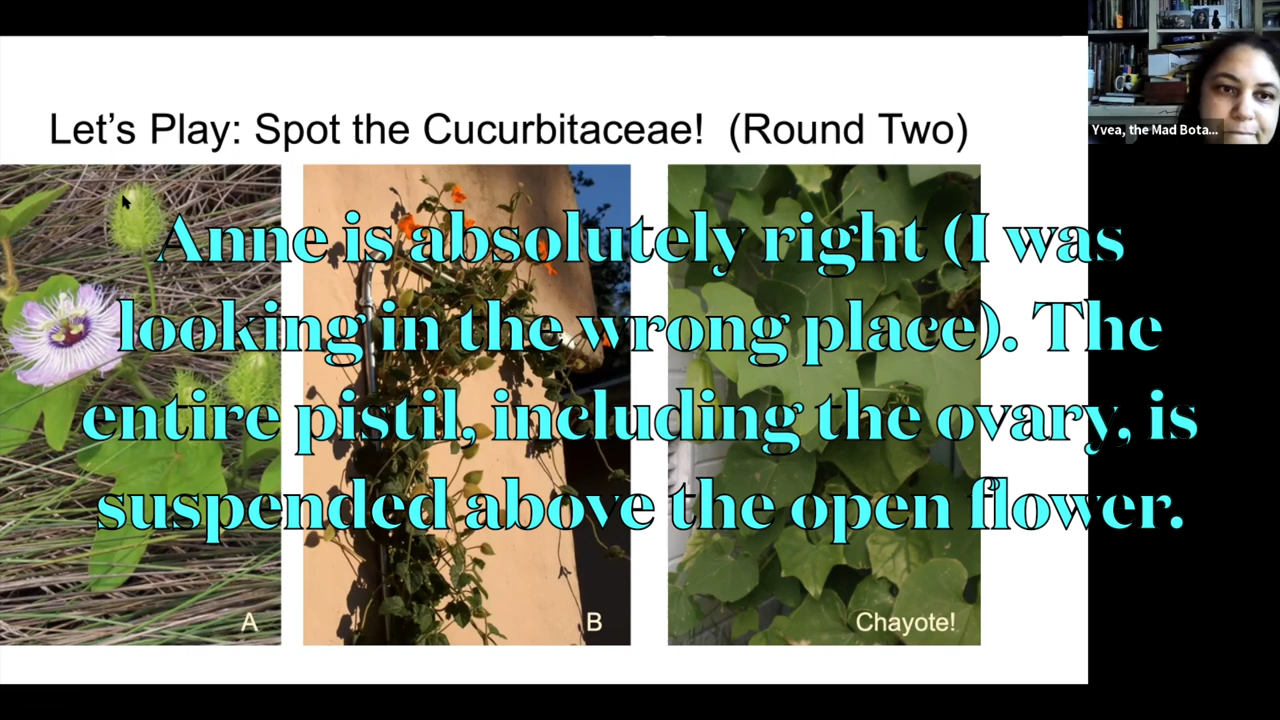 Yvea, the Mad Bota...
Let's Play: Spot the Cucurbitaceae! (Round Two)
Anne is absolutely right (I was
looking in the wrong place). The
entire pistil, including the ovary, is
suspended above the open flower.
A
B
Chayote!